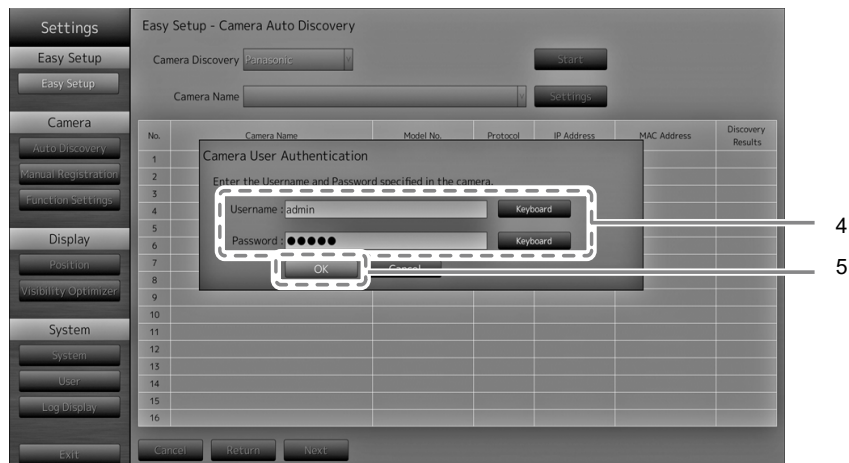 Settings
Easy Setup
Easy Setup
Camera
Auto Discovery
Manual Registration
Function Settings
Display
Position
Visibility Optimizer
System
System
User
Log Display
Exit
Easy Setup - Camera Auto Discovery
Camera Discovery Panasonic Start
Camera Name Settings
No. Camera Name Model No. Protocol IP Address MAC Address Discovery Results
1
2
3
4
5
6
7
8
9
10
11
12
13
14
15
16
Camera User Authentication
Enter the Username and Password specified in the camera.
Username : admin Keyboard
Password : ●●●●● Keyboard
OK Cancel
Cancel Return Next
4
5